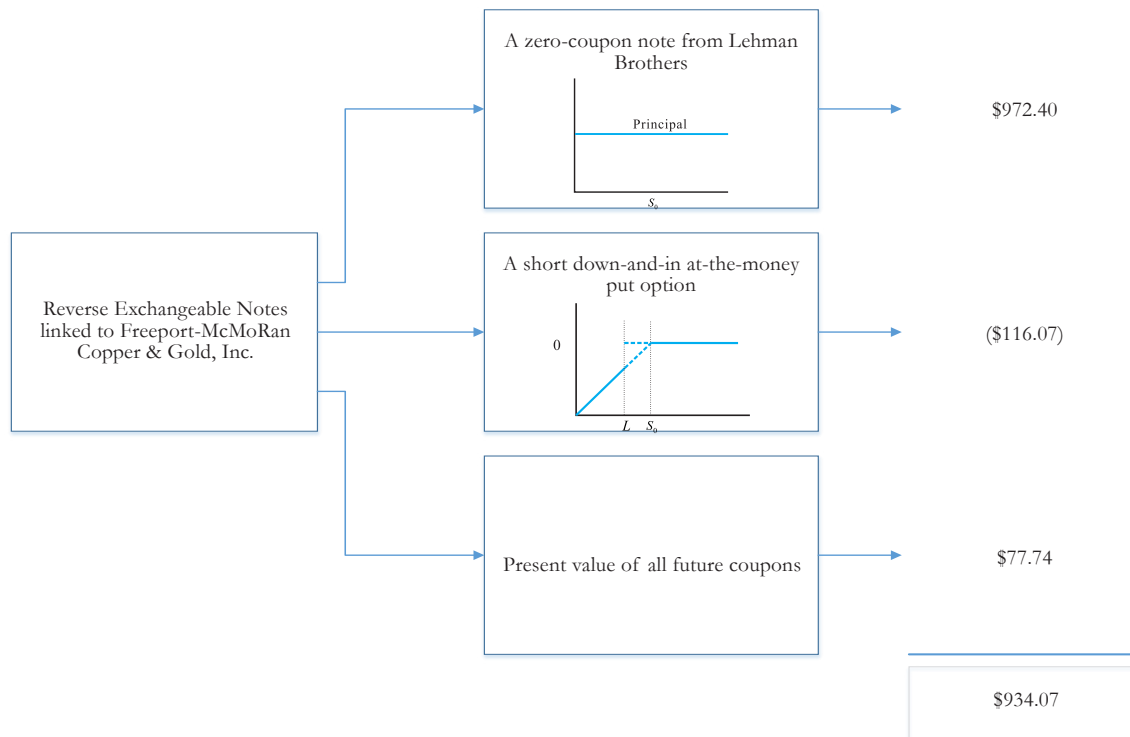 A zero-coupon note from Lehman
Brothers
Principal
S₀
$972.40
Reverse Exchangeable Notes
linked to Freeport-McMoRan
Copper & Gold, Inc.
A short down-and-in at-the-money
put option
0
L S₀
($116.07)
Present value of all future coupons
$77.74
$934.07